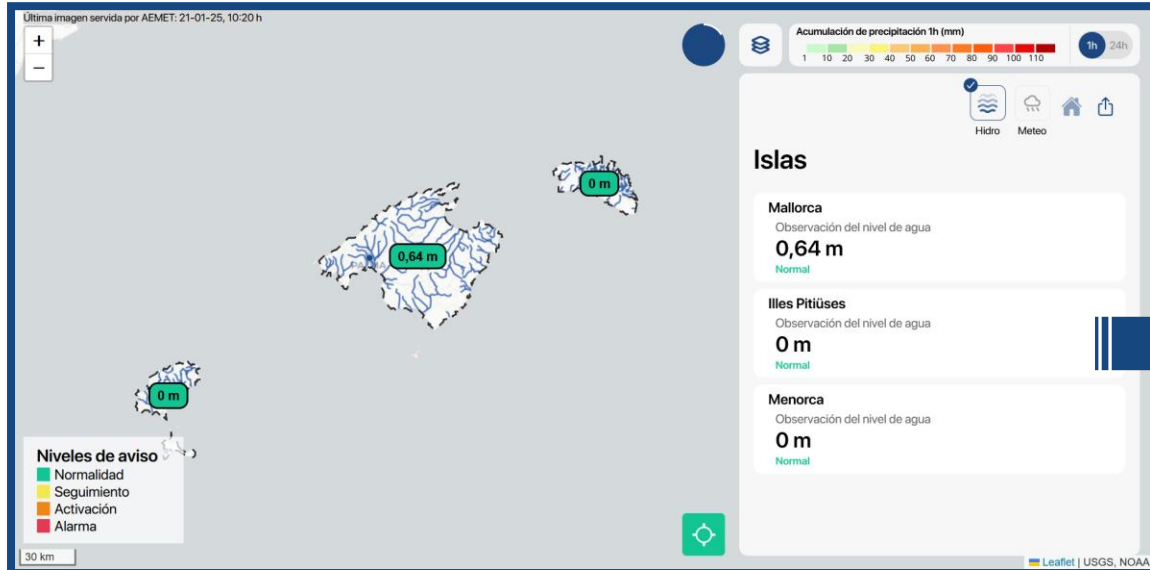 Última imagen servida por AEMET: 21-01-25, 10:20 h
+
−
Acumulación de precipitación 1h (mm)
1 10 20 30 40 50 60 70 80 90 100 110
1h 24h
Hidro Meteo
Islas
Mallorca
Observación del nivel de agua
0,64 m
Normal
Illes Pitiüses
Observación del nivel de agua
0 m
Normal
Menorca
Observación del nivel de agua
0 m
Normal
0 m
0,64 m
PALMA
0 m
Niveles de aviso
Normalidad
Seguimiento
Activación
Alarma
30 km
Leaflet | USGS, NOAA